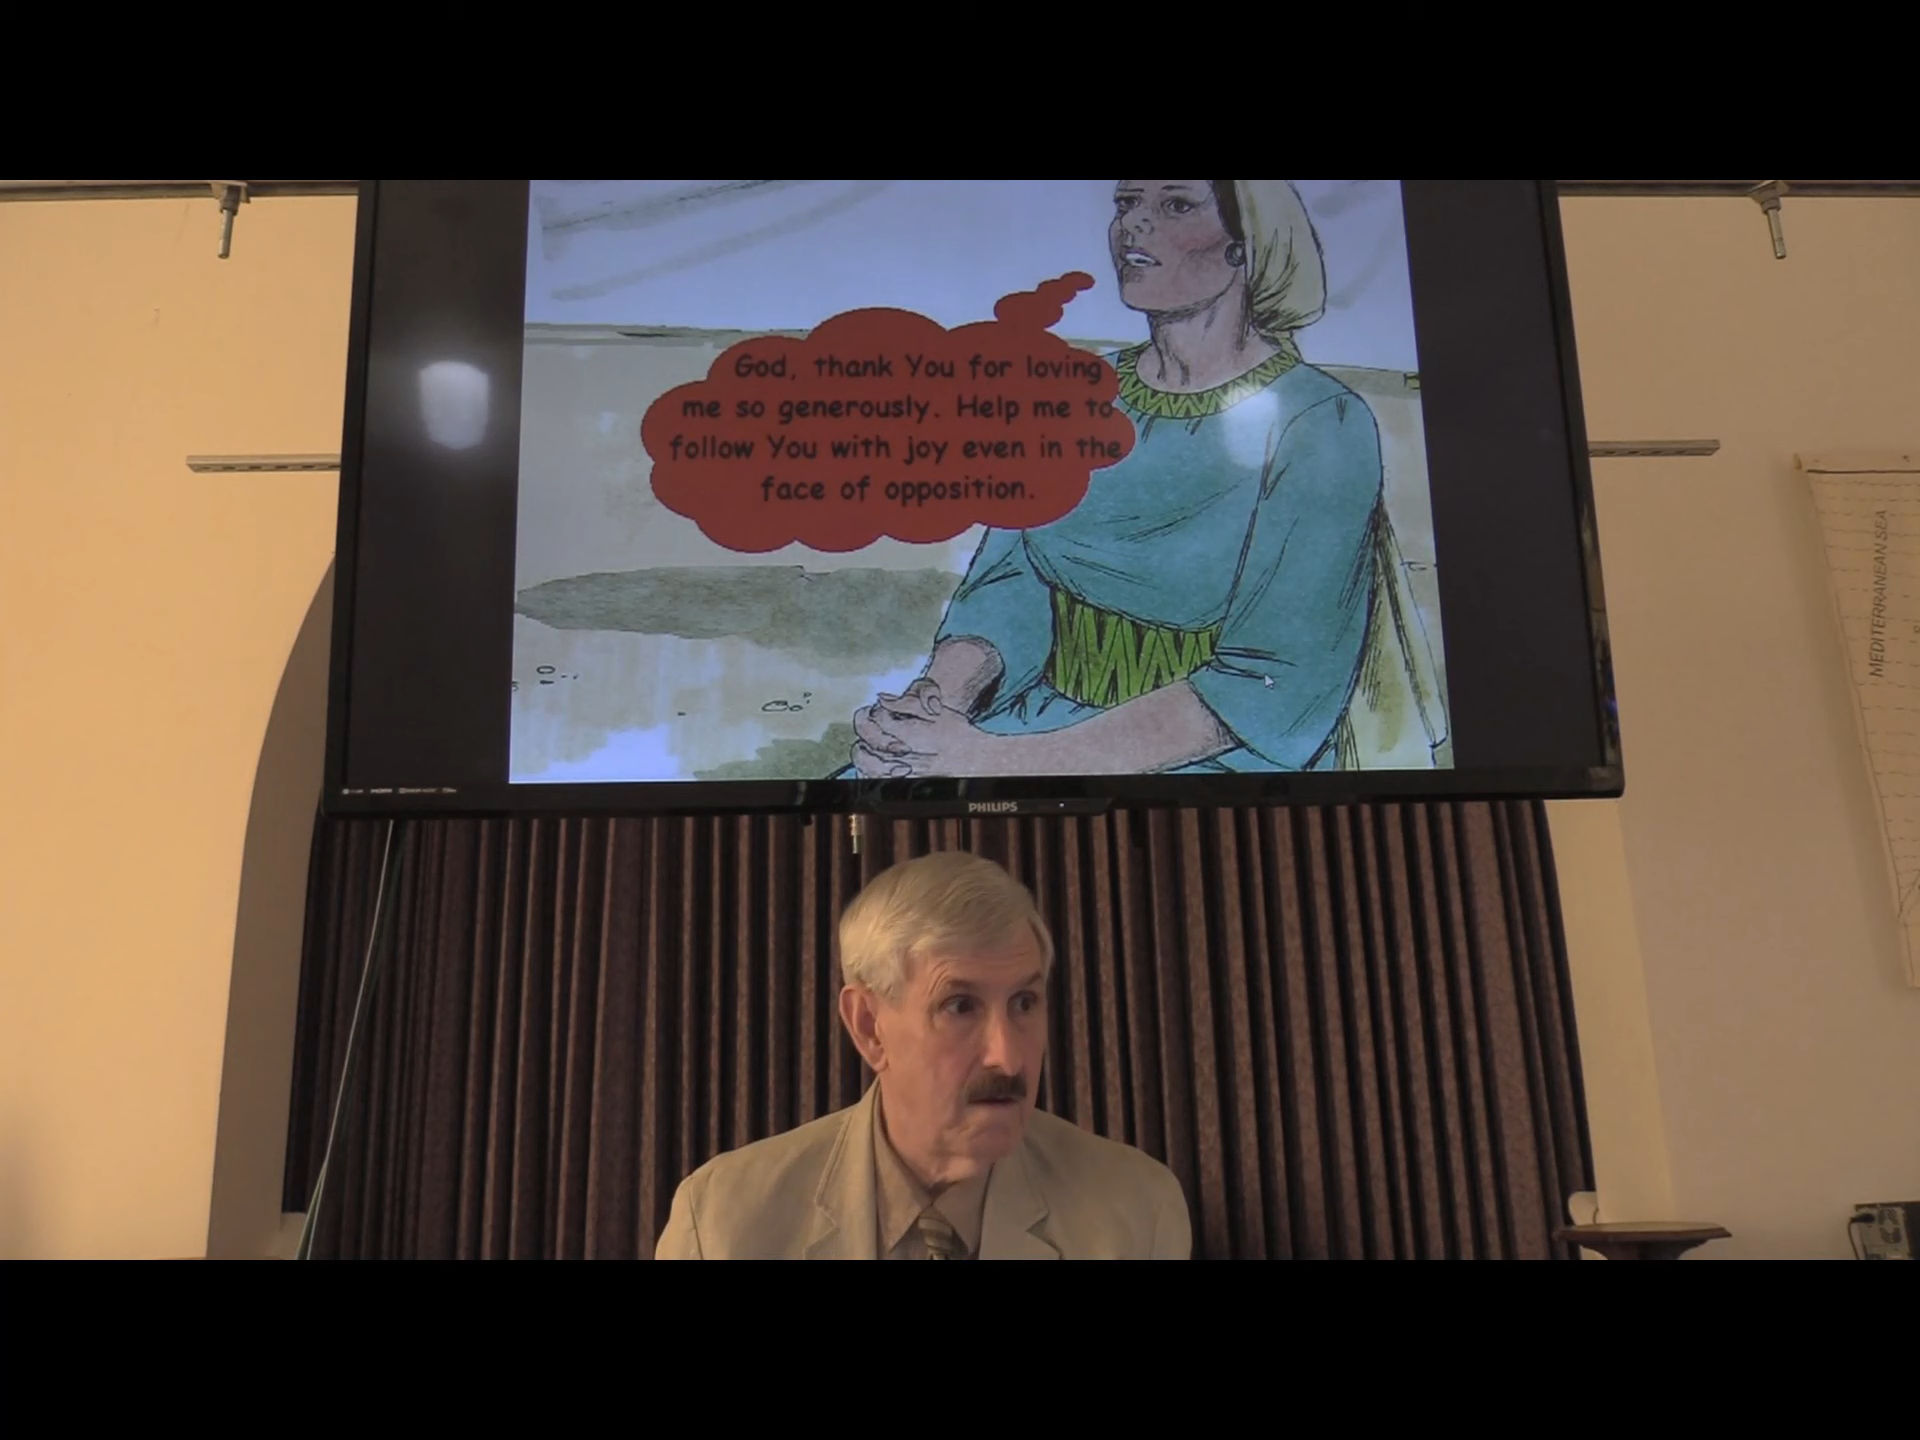 God, thank You for loving
me so generously. Help me to
follow You with joy even in the
face of opposition.
MEDITERRANEAN SEA
PHILIPS